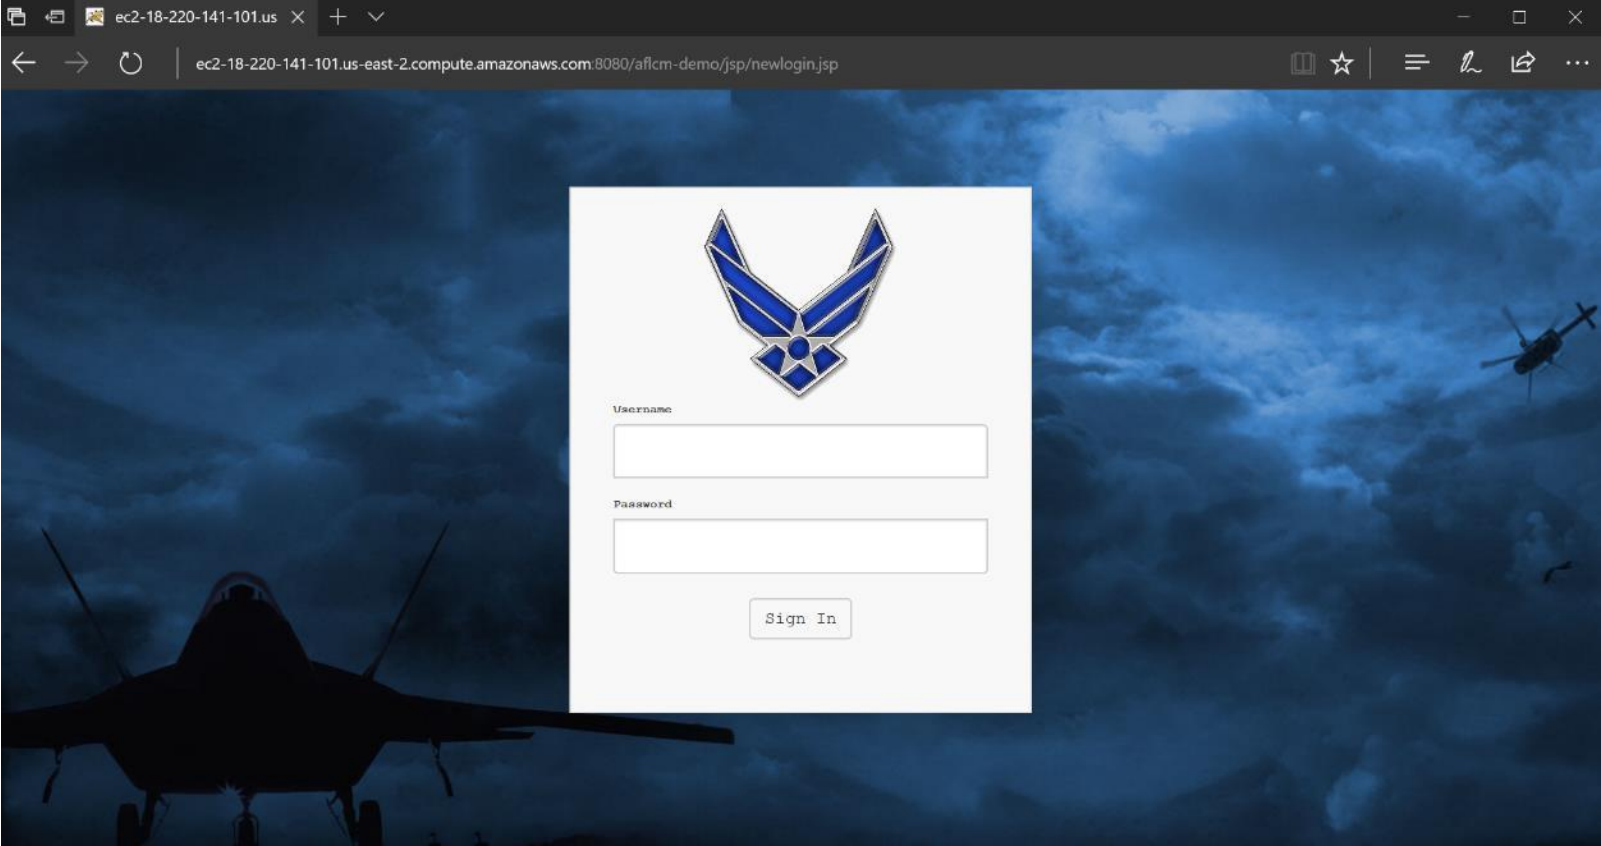 ec2-18-220-141-101.us
ec2-18-220-141-101.us-east-2.compute.amazonaws.com:8080/aflcm-demo/jsp/newlogin.jsp
Username
Password
Sign In